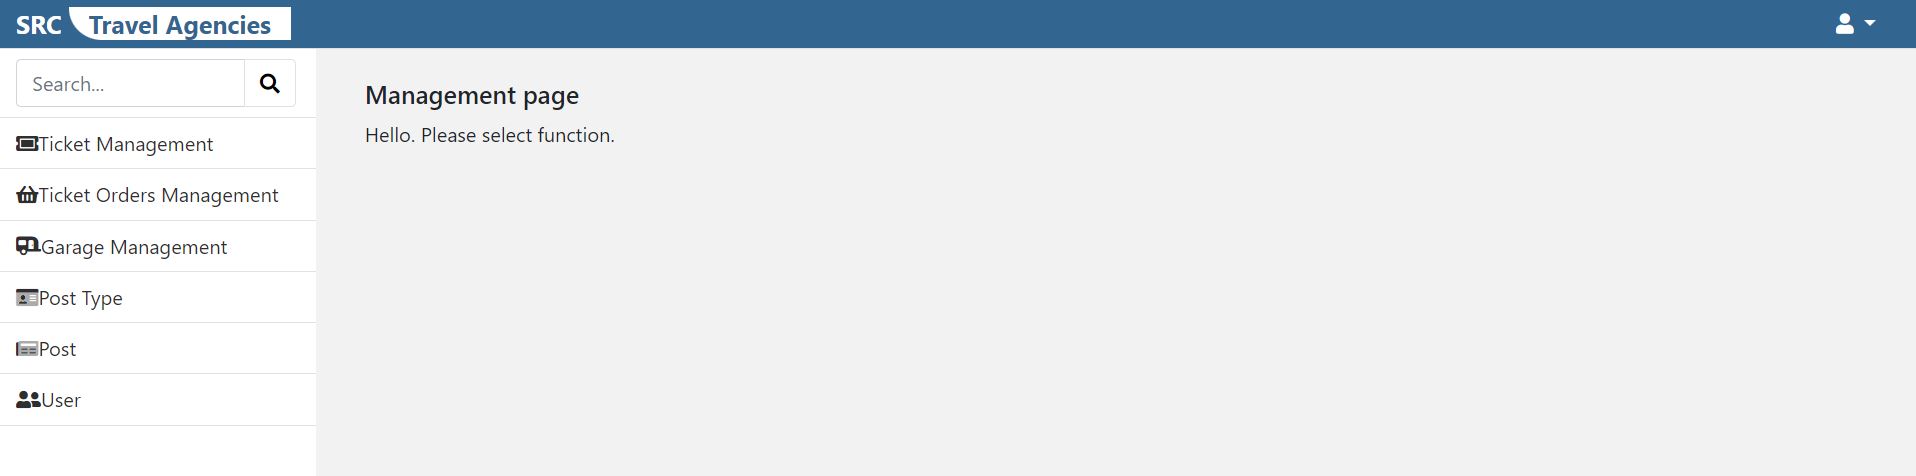 SRC Travel Agencies
Search...
Ticket Management
Ticket Orders Management
Garage Management
Post Type
Post
User
Management page
Hello. Please select function.